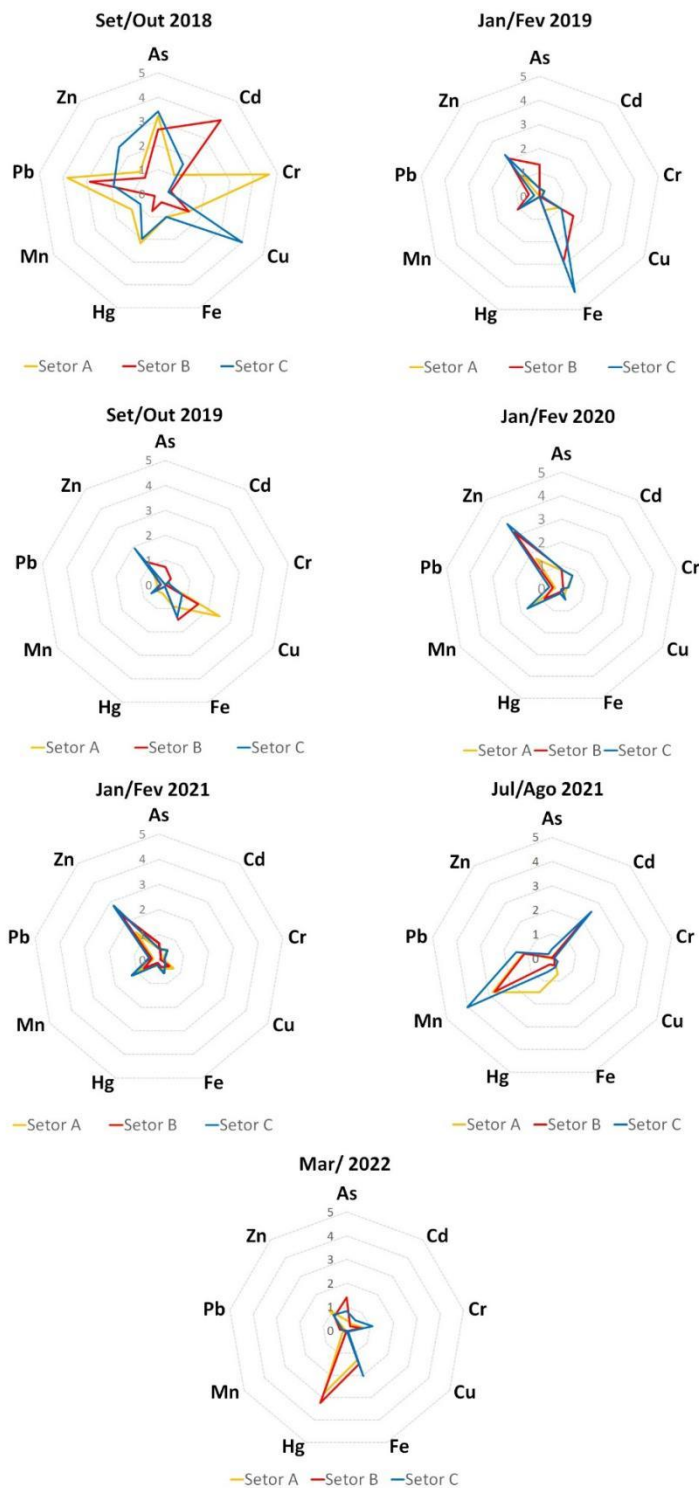 Set/Out 2018
As
Cd
Cr
Cu
Fe
Hg
Mn
Pb
Zn
5
4
3
2
1
0
Setor A Setor B Setor C
Jan/Fev 2019
As
Cd
Cr
Cu
Fe
Hg
Mn
Pb
Zn
5
4
3
2
1
0
Setor A Setor B Setor C
Set/Out 2019
As
Cd
Cr
Cu
Fe
Hg
Mn
Pb
Zn
5
4
3
2
1
0
Setor A Setor B Setor C
Jan/Fev 2020
As
Cd
Cr
Cu
Fe
Hg
Mn
Pb
Zn
5
4
3
2
1
0
Setor A Setor B Setor C
Jan/Fev 2021
As
Cd
Cr
Cu
Fe
Hg
Mn
Pb
Zn
5
4
3
2
1
0
Setor A Setor B Setor C
Jul/Ago 2021
As
Cd
Cr
Cu
Fe
Hg
Mn
Pb
Zn
5
4
3
2
1
0
Setor A Setor B Setor C
Mar/ 2022
As
Cd
Cr
Cu
Fe
Hg
Mn
Pb
Zn
5
4
3
2
1
0
Setor A Setor B Setor C